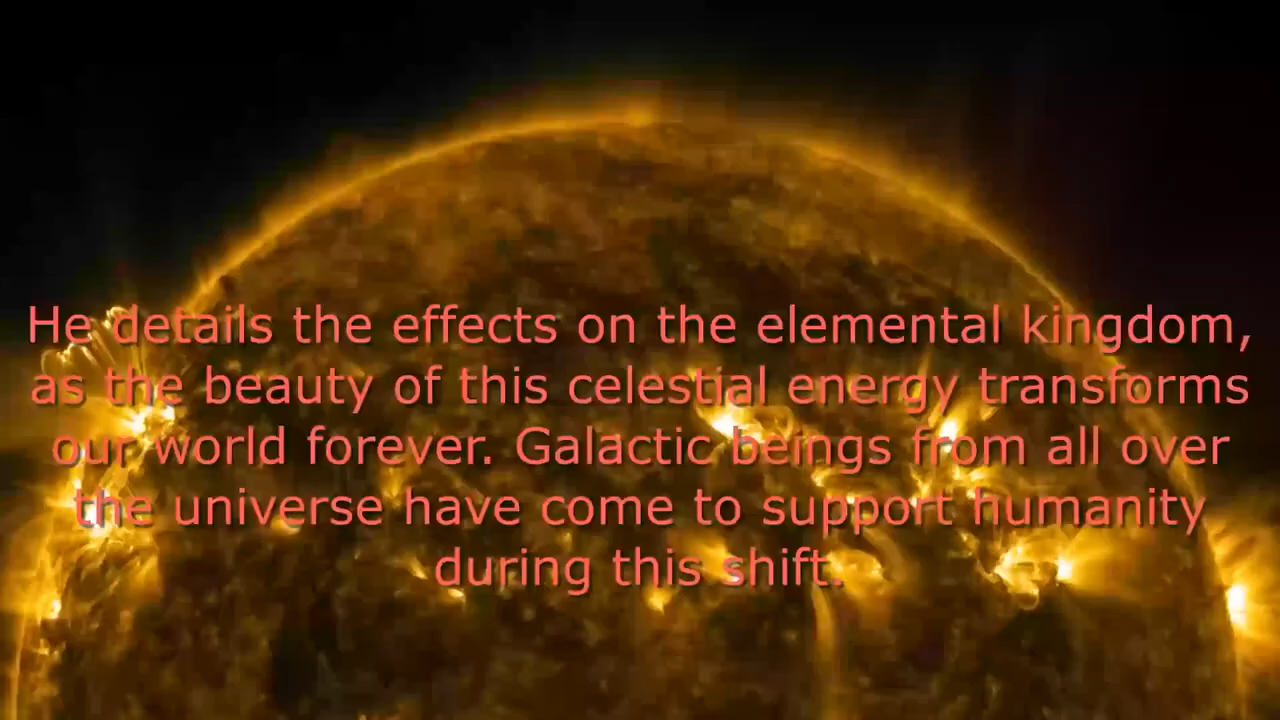 He details the effects on the elemental kingdom,
as the beauty of this celestial energy transforms
our world forever. Galactic beings from all over
the universe have come to support humanity
during this shift.